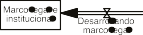 Marco legal e
institucional
Desarrollando
marco legal